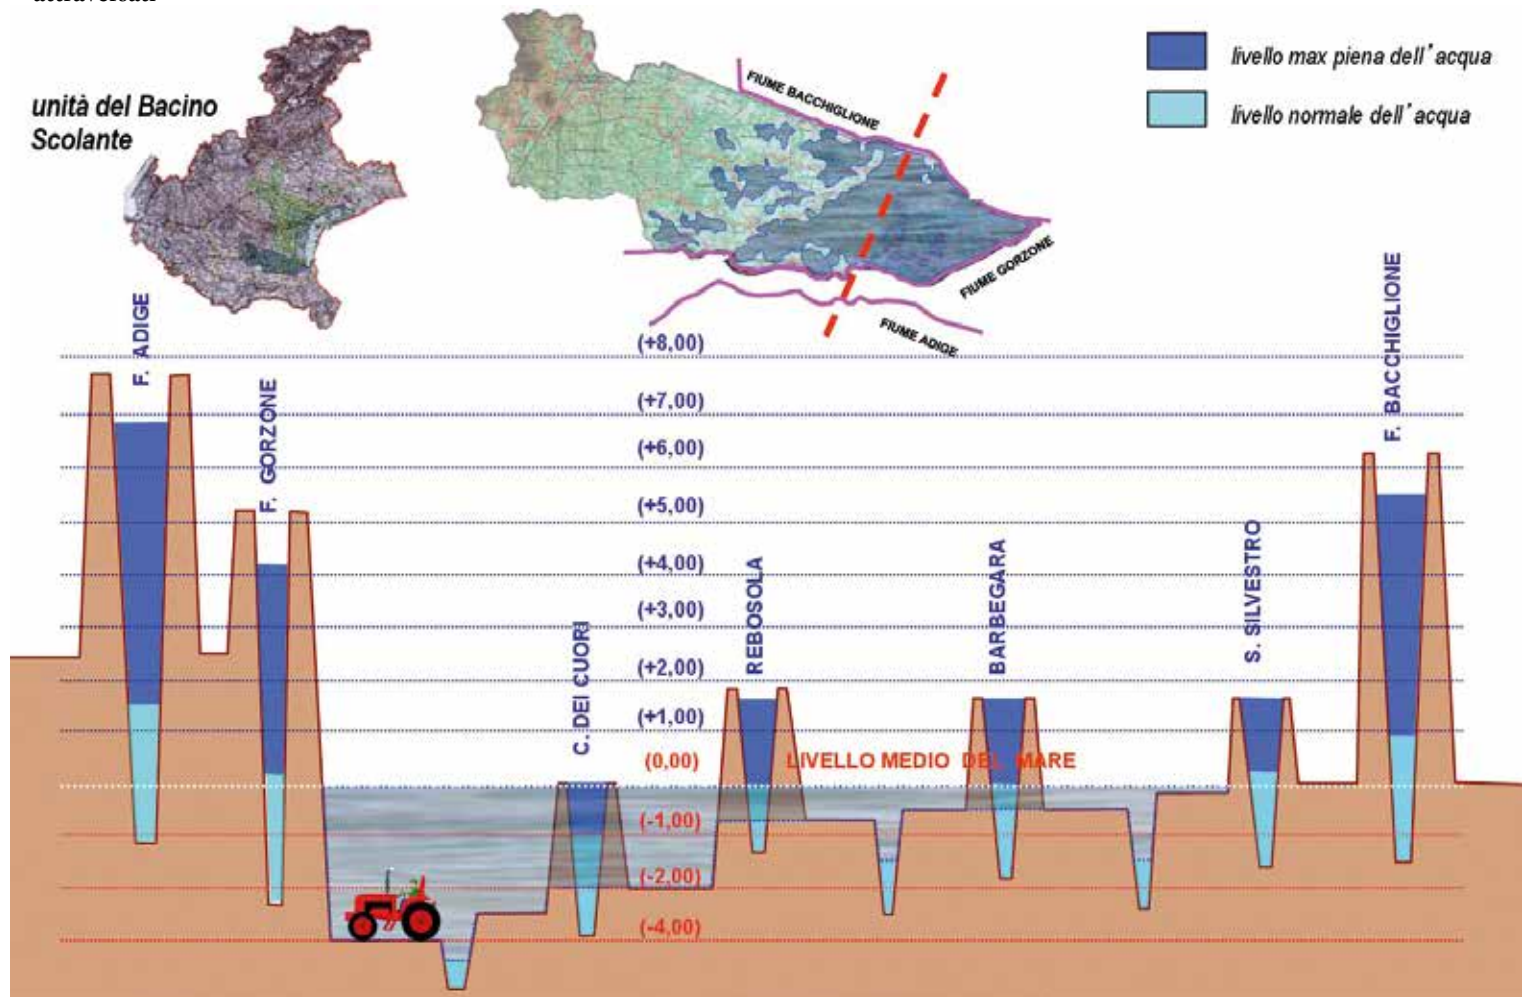 unità del Bacino
Scolante
FIUME BACCHIGLIONE
FIUME GORZONE
FIUME ADIGE
livello max piena dell'acqua
livello normale dell'acqua
F. ADIGE
F. GORZONE
C. DEI CUORI
REBOSOLA
BARBEGARA
S. SILVESTRO
F. BACCHIGLIONE
(+8,00)
(+7,00)
(+6,00)
(+5,00)
(+4,00)
(+3,00)
(+2,00)
(+1,00)
(0,00) LIVELLO MEDIO DEL MARE
(-1,00)
(-2,00)
(-4,00)